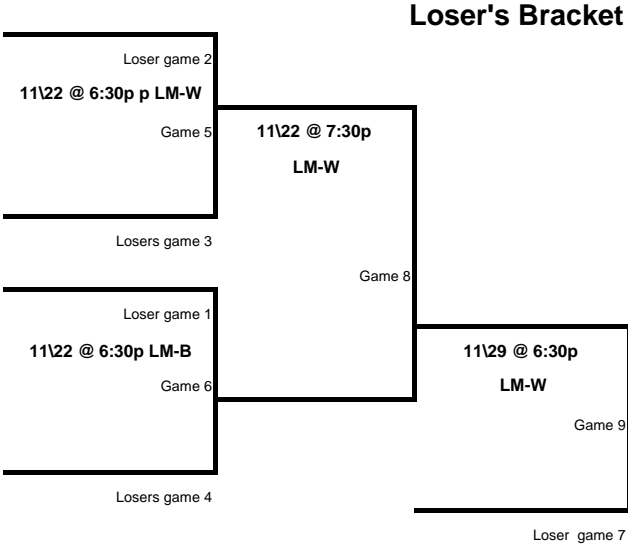 Loser's Bracket
Loser game 2
11\22 @ 6:30p p LM-W
Game 5
11\22 @ 7:30p
LM-W
Losers game 3
Game 8
Loser game 1
11\22 @ 6:30p LM-B
Game 6
11\29 @ 6:30p
LM-W
Game 9
Losers game 4
Loser  game 7